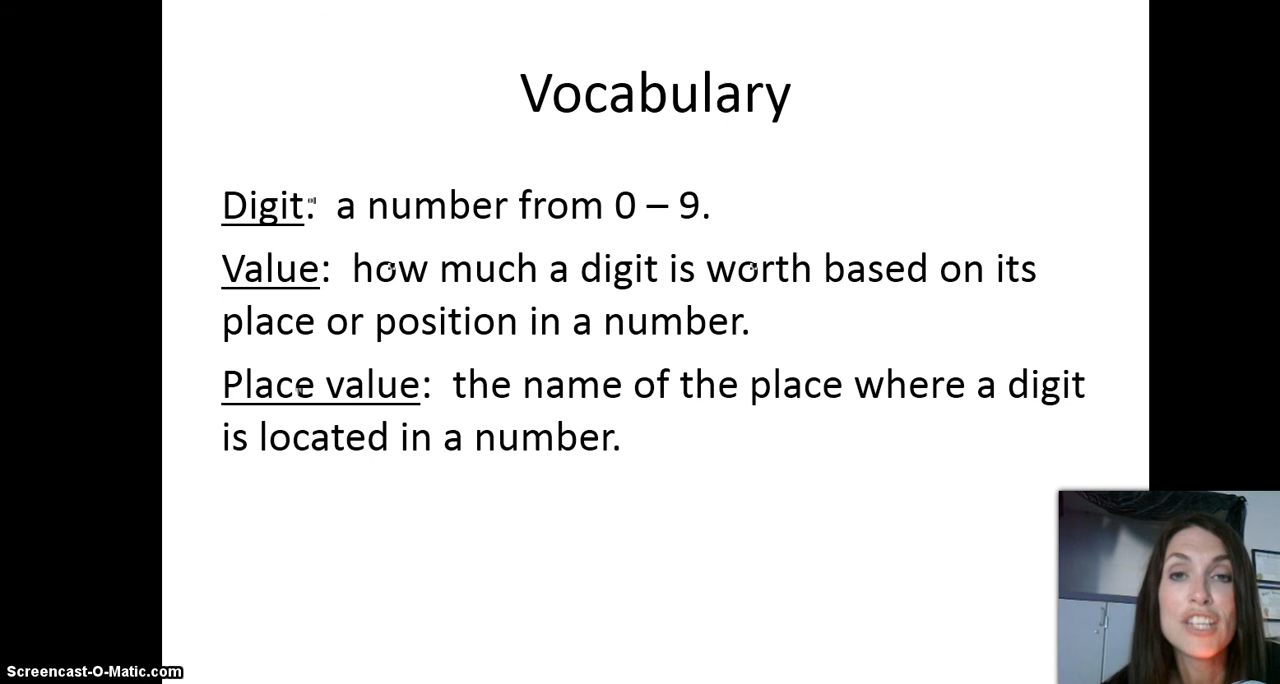 Vocabulary
Digit: a number from 0 – 9.
Value: how much a digit is worth based on its
place or position in a number.
Place value: the name of the place where a digit
is located in a number.
Screencast-O-Matic.com